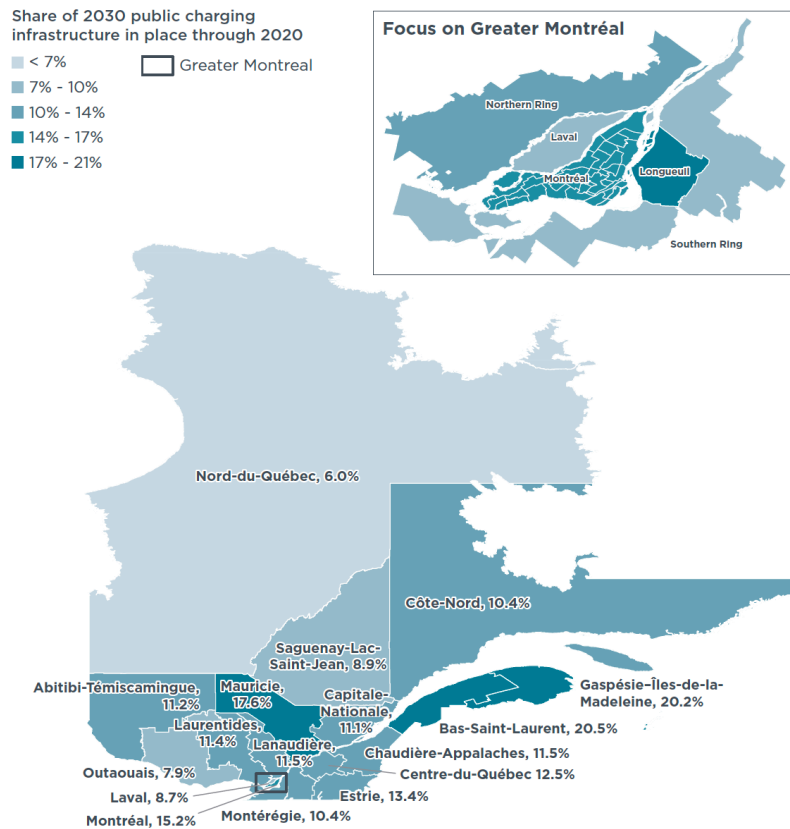 Share of 2030 public charging
infrastructure in place through 2020
< 7%
7% - 10%
10% - 14%
14% - 17%
17% - 21%
Greater Montreal
Focus on Greater Montréal
Northern Ring
Laval
Montréal
Longueuil
Southern Ring
Nord-du-Québec, 6.0%
Côte-Nord, 10.4%
Saguenay-Lac-
Saint-Jean, 8.9%
Abitibi-Témiscamingue,
11.2%
Mauricie,
17.6%
Capitale-
Nationale,
11.1%
Gaspésie–Îles-de-la-
Madeleine, 20.2%
Laurentides,
11.4%
Lanaudière,
11.5%
Bas-Saint-Laurent, 20.5%
Chaudière-Appalaches, 11.5%
Outaouais, 7.9%
Centre-du-Québec 12.5%
Laval, 8.7%
Estrie, 13.4%
Montréal, 15.2%
Montérégie, 10.4%